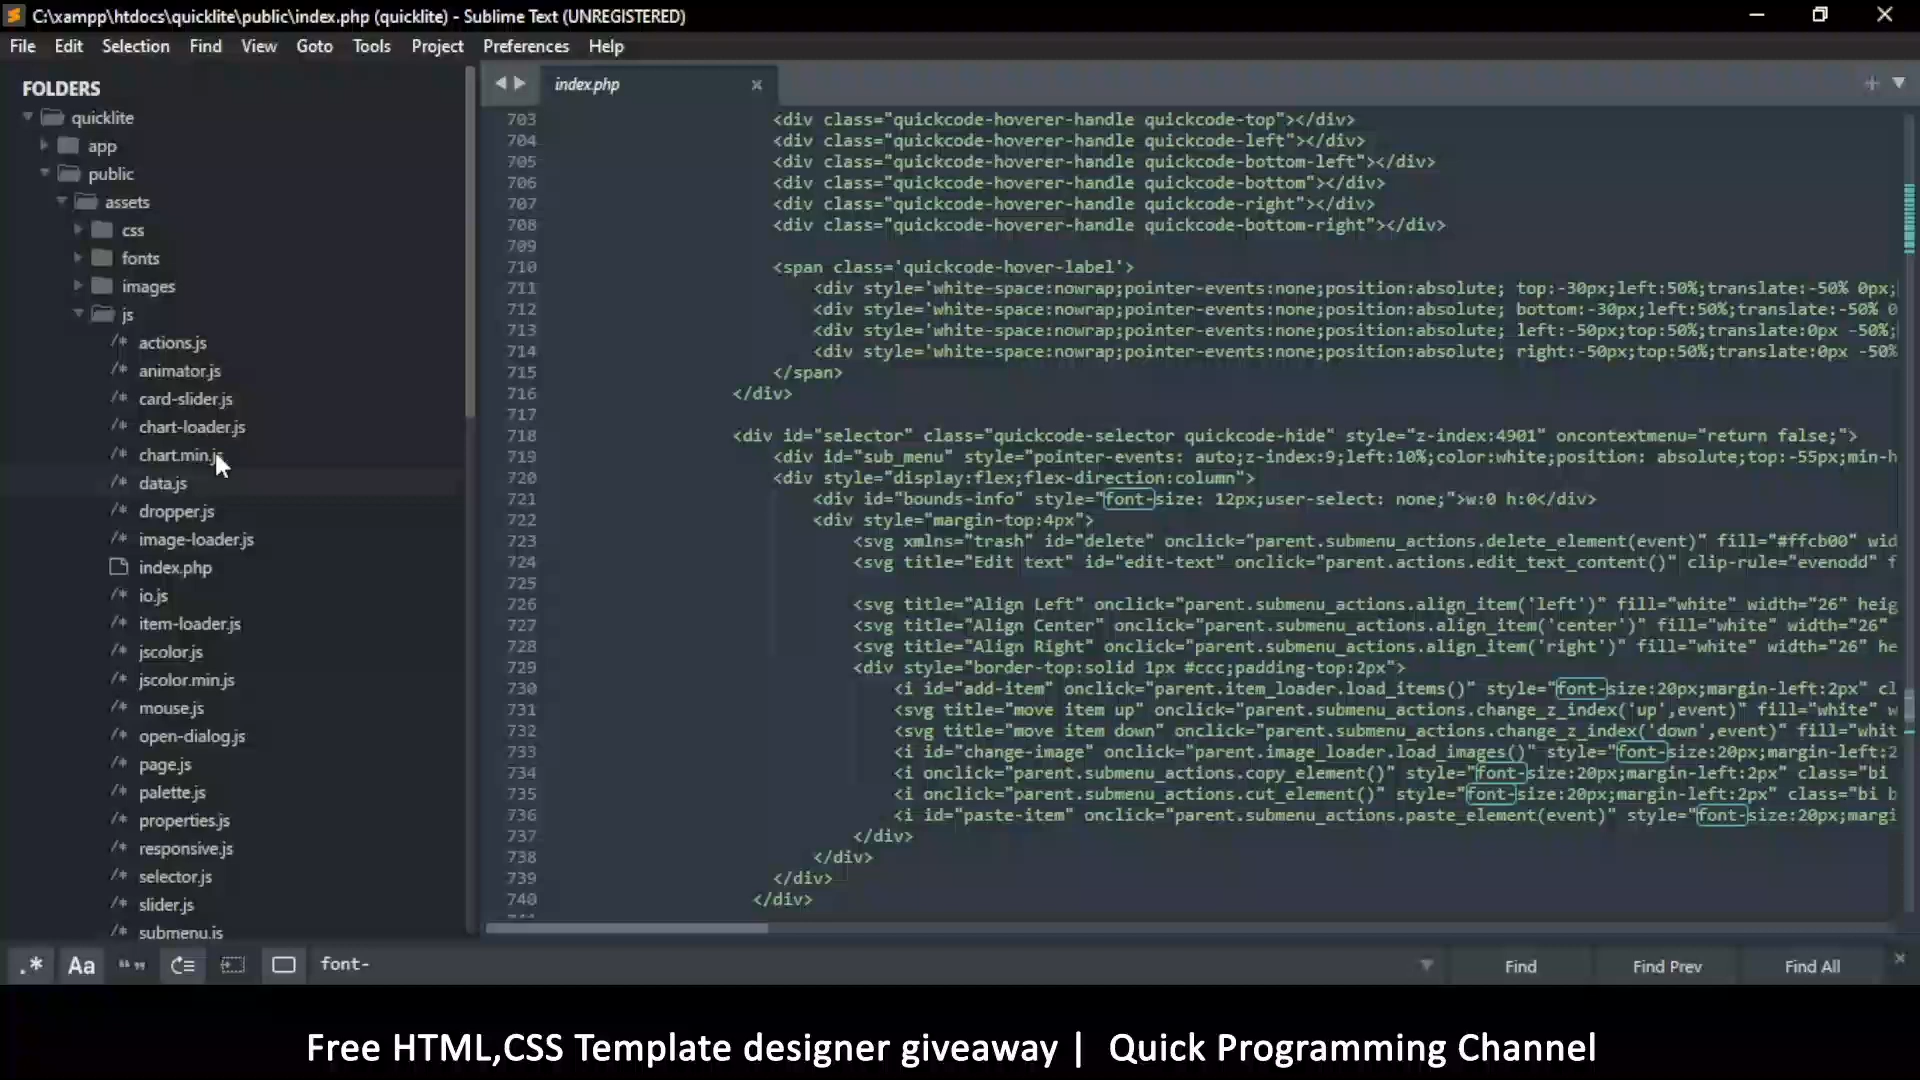 C:\xampp\htdocs\quicklite\public\index.php (quicklite) - Sublime Text (UNREGISTERED)
File Edit Selection Find View Goto Tools Project Preferences Help
FOLDERS
quicklite
app
public
assets
css
fonts
images
js
/* actions.js
/* animator.js
/* card-slider.js
/* chart-loader.js
/* chart.min.js
/* data.js
/* dropper.js
/* image-loader.js
index.php
/* io.js
/* item-loader.js
/* jscolor.js
/* jscolor.min.js
/* mouse.js
/* open-dialog.js
/* page.js
/* palette.js
/* properties.js
/* responsive.js
/* selector.js
/* slider.js
/* submenu.js
index.php
703 <div class="quickcode-hoverer-handle quickcode-top"></div>
704 <div class="quickcode-hoverer-handle quickcode-left"></div>
705 <div class="quickcode-hoverer-handle quickcode-bottom-left"></div>
706 <div class="quickcode-hoverer-handle quickcode-bottom"></div>
707 <div class="quickcode-hoverer-handle quickcode-right"></div>
708 <div class="quickcode-hoverer-handle quickcode-bottom-right"></div>
709
710 <span class='quickcode-hover-label'>
711 <div style='white-space:nowrap;pointer-events:none;position:absolute; top:-30px;left:50%;translate:-50% 0px;
712 <div style='white-space:nowrap;pointer-events:none;position:absolute; bottom:-30px;left:50%;translate:-50% 0
713 <div style='white-space:nowrap;pointer-events:none;position:absolute; left:-50px;top:50%;translate:0px -50%;
714 <div style='white-space:nowrap;pointer-events:none;position:absolute; right:-50px;top:50%;translate:0px -50%
715 </span>
716 </div>
717
718 <div id="selector" class="quickcode-selector quickcode-hide" style="z-index:4901" oncontextmenu="return false;">
719 <div id="sub_menu" style="pointer-events: auto;z-index:9;left:10%;color:white;position: absolute;top:-55px;min-h
720 <div style="display:flex;flex-direction:column">
721 <div id="bounds-info" style="font-size: 12px;user-select: none;">w:0 h:0</div>
722 <div style="margin-top:4px">
723 <svg xmlns="trash" id="delete" onclick="parent.submenu_actions.delete_element(event)" fill="#ffcb00" wid
724 <svg title="Edit text" id="edit-text" onclick="parent.actions.edit_text_content()" clip-rule="evenodd" f
725
726 <svg title="Align Left" onclick="parent.submenu_actions.align_item('left')" fill="white" width="26" heig
727 <svg title="Align Center" onclick="parent.submenu_actions.align_item('center')" fill="white" width="26"
728 <svg title="Align Right" onclick="parent.submenu_actions.align_item('right')" fill="white" width="26" he
729 <div style="border-top:solid 1px #ccc;padding-top:2px">
730 <i id="add-item" onclick="parent.item_loader.load_items()" style="font-size:20px;margin-left:2px" cl
731 <svg title="move item up" onclick="parent.submenu_actions.change_z_index('up',event)" fill="white" w
732 <svg title="move item down" onclick="parent.submenu_actions.change_z_index('down',event)" fill="whit
733 <i id="change-image" onclick="parent.image_loader.load_images()" style="font-size:20px;margin-left:2
734 <i onclick="parent.submenu_actions.copy_element()" style="font-size:20px;margin-left:2px" class="bi
735 <i onclick="parent.submenu_actions.cut_element()" style="font-size:20px;margin-left:2px" class="bi b
736 <i id="paste-item" onclick="parent.submenu_actions.paste_element(event)" style="font-size:20px;margi
737 </div>
738 </div>
739 </div>
740 </div>
.* Aa “” font- Find Find Prev Find All
Free HTML,CSS Template designer giveaway | Quick Programming Channel